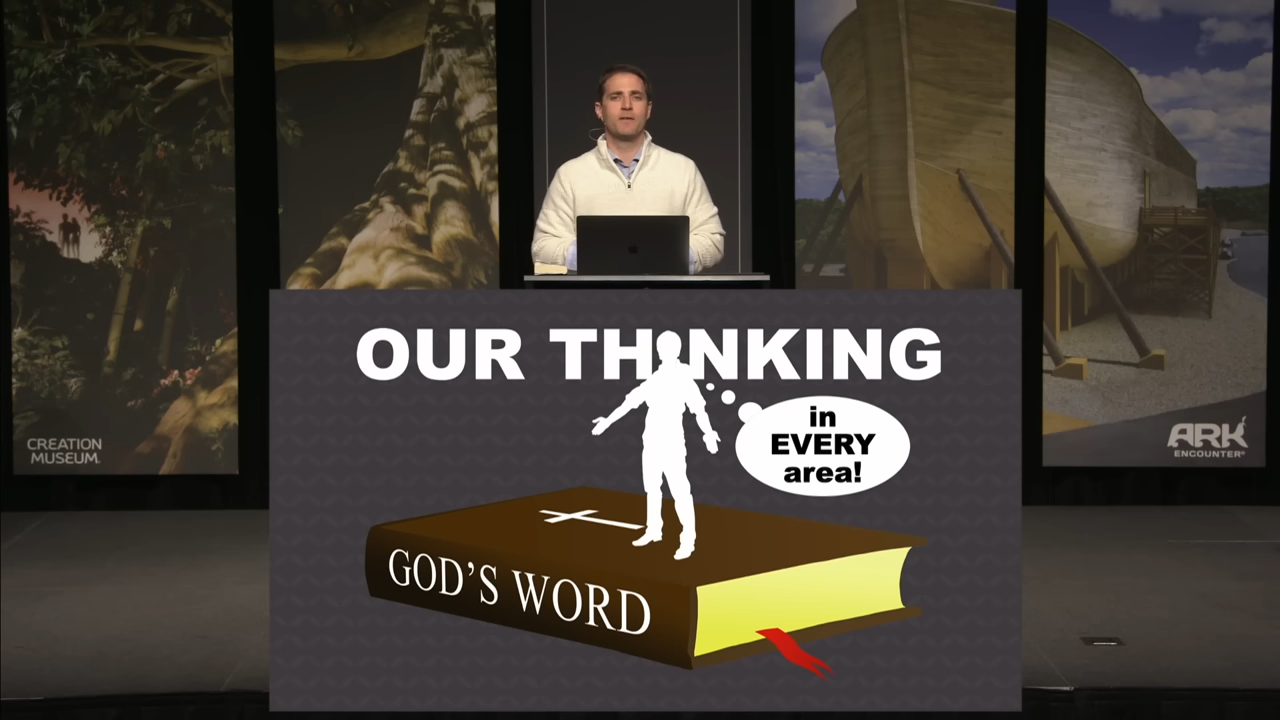 OUR THINKING
in
EVERY
area!
GOD'S WORD
CREATION
MUSEUM
ARK
ENCOUNTER